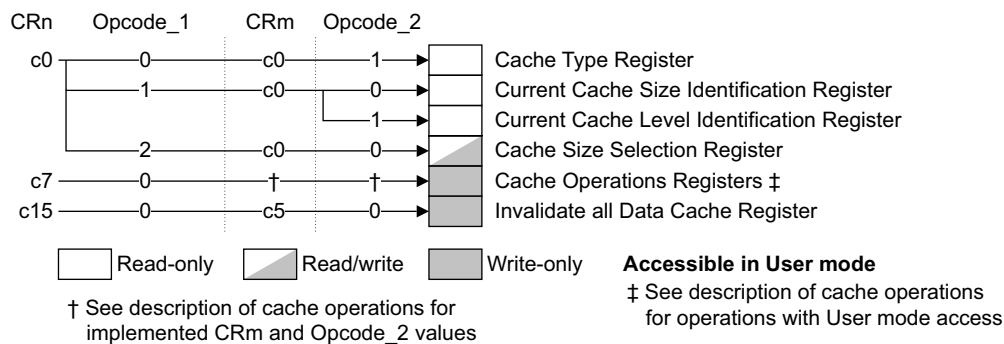 CRn Opcode_1 CRm Opcode_2
c0 0 c0 1 Cache Type Register
1 c0 0 Current Cache Size Identification Register
1 Current Cache Level Identification Register
2 c0 0 Cache Size Selection Register
c7 0 † † Cache Operations Registers ‡
c15 0 c5 0 Invalidate all Data Cache Register
Read-only Read/write Write-only Accessible in User mode
† See description of cache operations for
implemented CRm and Opcode_2 values
‡ See description of cache operations
for operations with User mode access